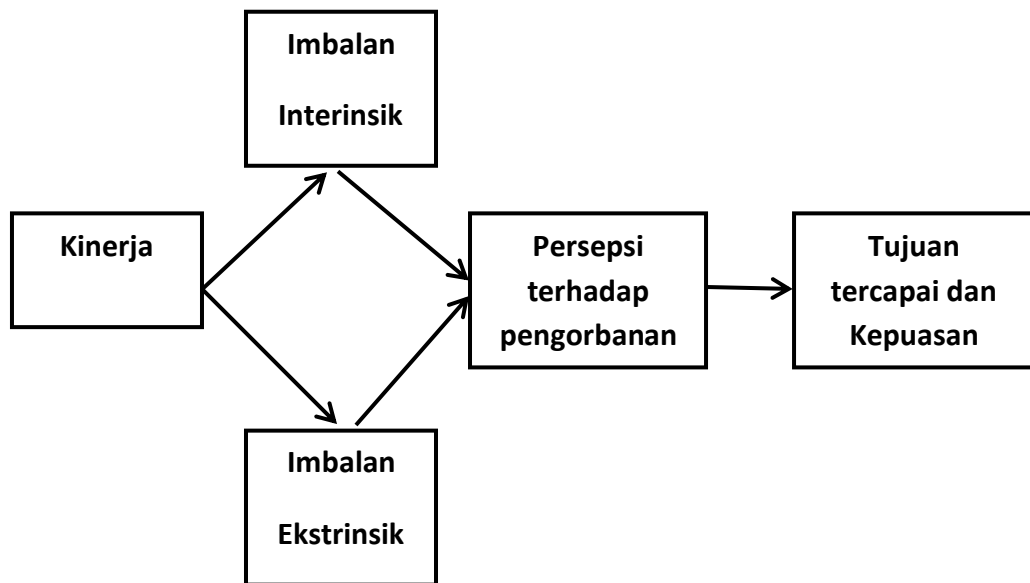 Imbalan
Interinsik
Kinerja
Persepsi
terhadap
pengorbanan
Tujuan
tercapai dan
Kepuasan
Imbalan
Ekstrinsik